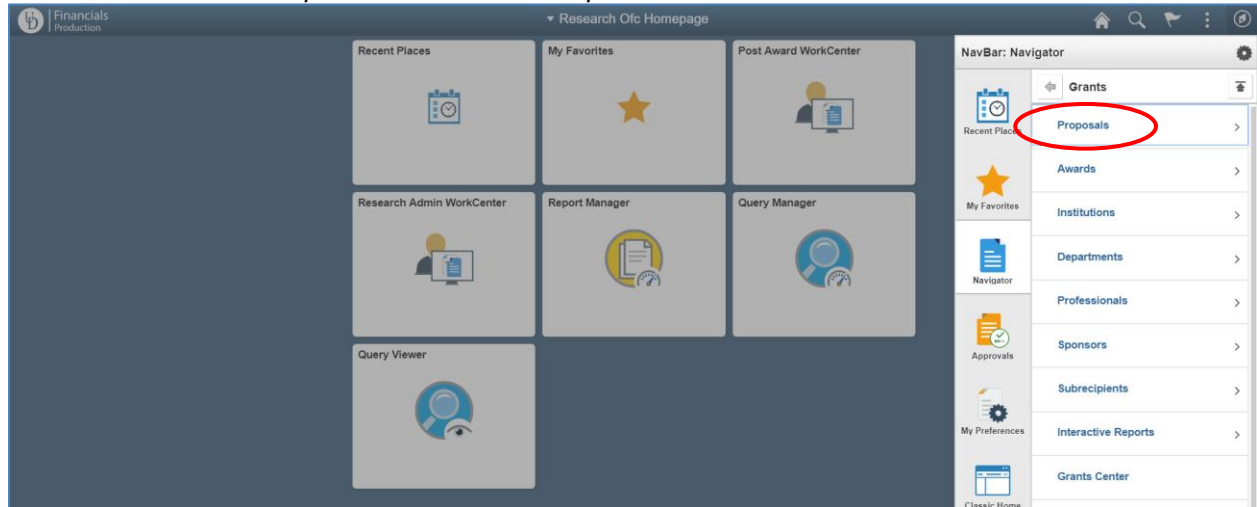 UD Financials
Production
Research Ofc Homepage
Recent Places
My Favorites
Post Award WorkCenter
Research Admin WorkCenter
Report Manager
Query Manager
Query Viewer
NavBar: Navigator
Recent Places
My Favorites
Navigator
Approvals
My Preferences
Classic Home
Grants
Proposals
Awards
Institutions
Departments
Professionals
Sponsors
Subrecipients
Interactive Reports
Grants Center